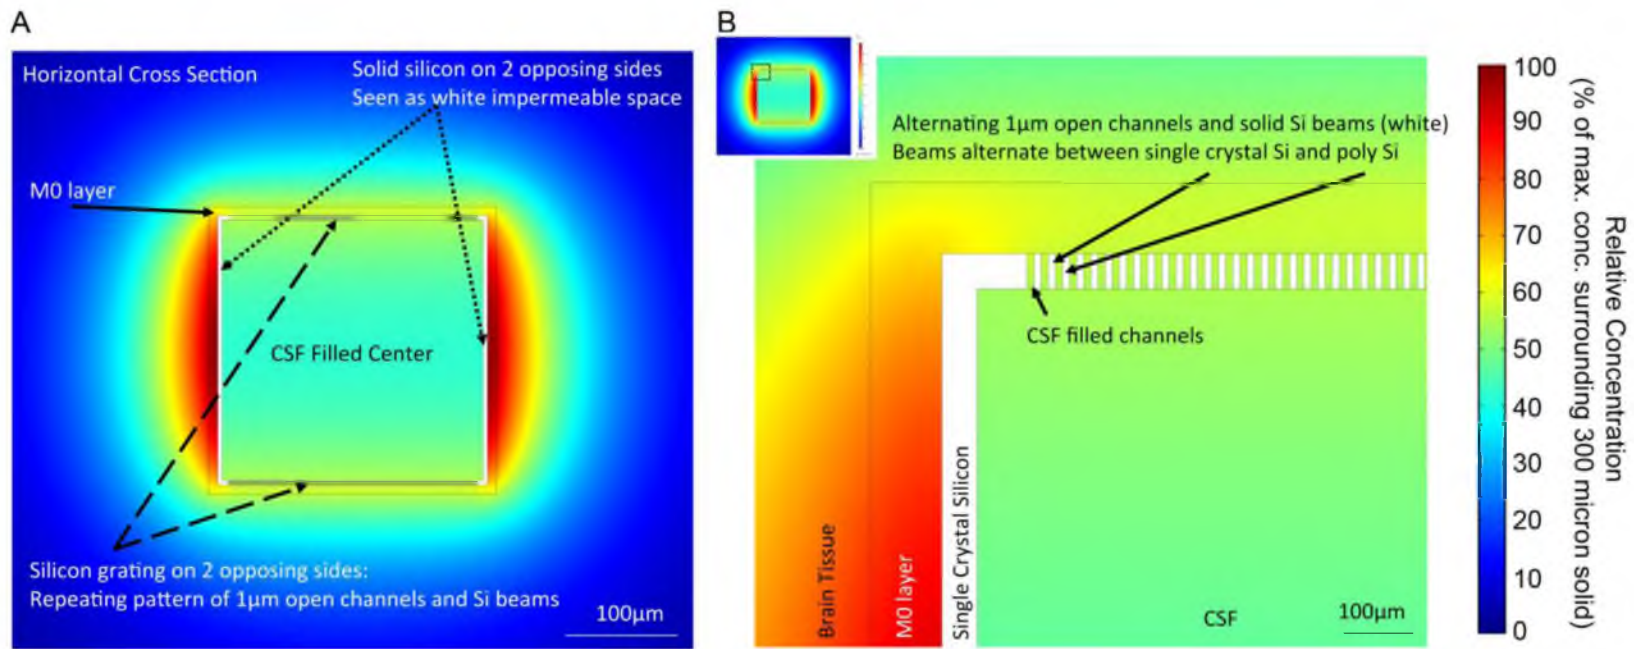 A
Horizontal Cross Section
Solid silicon on 2 opposing sides
Seen as white impermeable space
M0 layer
CSF Filled Center
Silicon grating on 2 opposing sides:
Repeating pattern of 1μm open channels and Si beams
100μm
B
Alternating 1μm open channels and solid Si beams (white)
Beams alternate between single crystal Si and poly Si
CSF filled channels
Brain Tissue
M0 layer
Single Crystal Silicon
CSF
100μm
100
90
80
70
60
50
40
30
20
10
0
Relative Concentration
(% of max. conc. surrounding 300 micron solid)